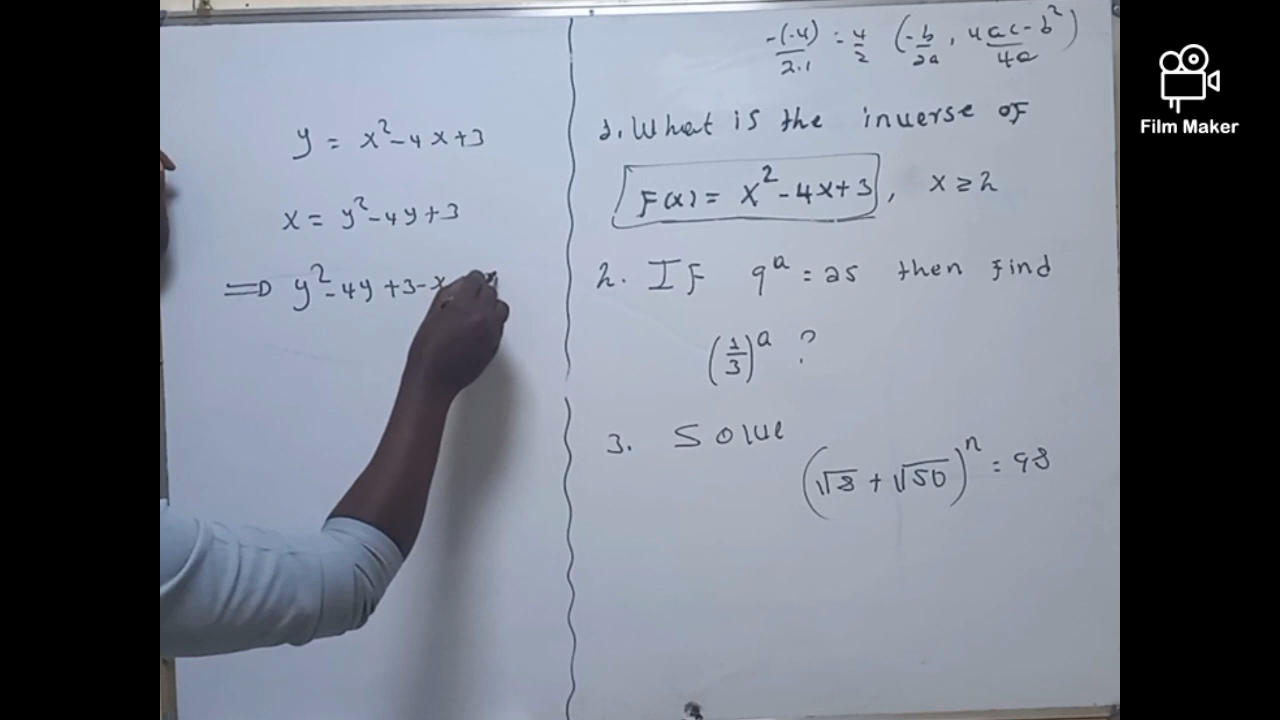 y = x²-4x+3
x = y²-4y+3
⇒ y²-4y+3-x
-(-4)/2.1 = 4/2 (-b/2a, 4ac-b²/4a)
1. What is the inverse of
F(x) = x²-4x+3, x≥2
2. If 9ᵃ = 25 then find
(1/3)ᵃ ?
3. Solve
(√8 + √50)ⁿ = 98
Film Maker